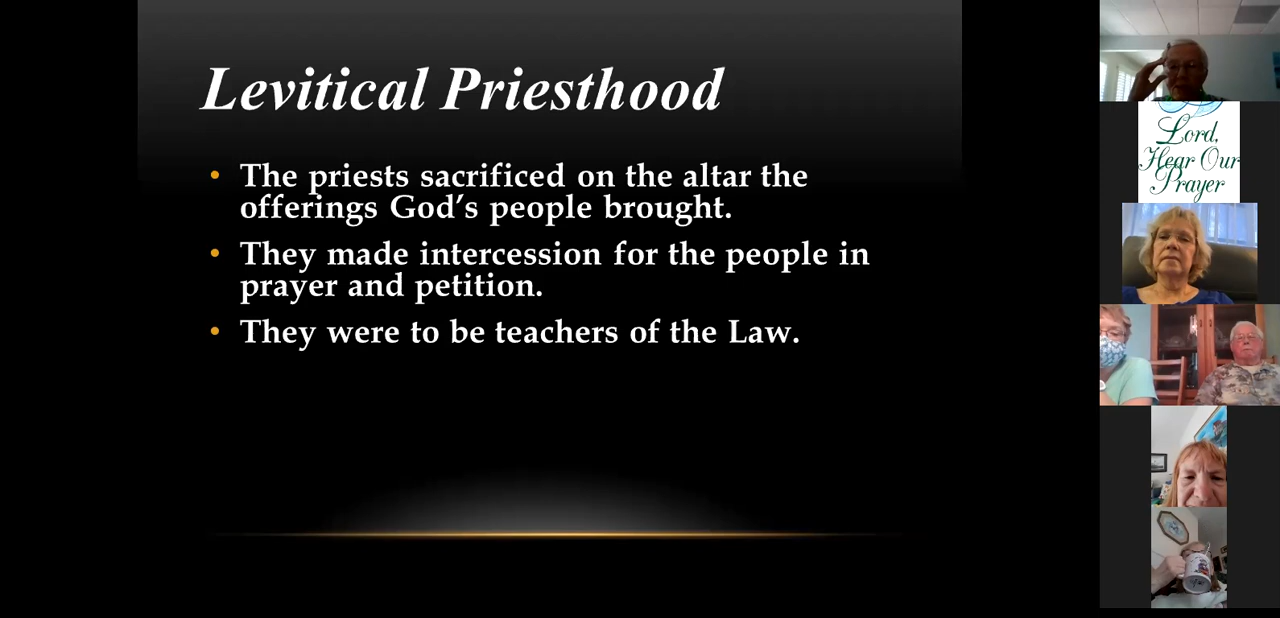 Levitical Priesthood
• The priests sacrificed on the altar the
offerings God's people brought.
• They made intercession for the people in
prayer and petition.
• They were to be teachers of the Law.
Lord,
Hear Our
Prayer